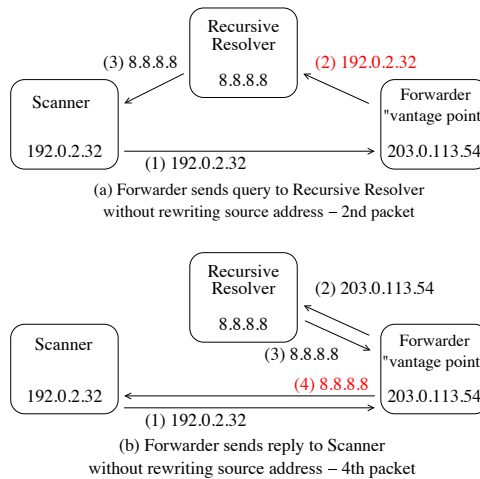 Recursive
Resolver
8.8.8.8
(3) 8.8.8.8
(2) 192.0.2.32
Scanner
192.0.2.32
Forwarder
"vantage point
203.0.113.54
(1) 192.0.2.32
(a) Forwarder sends query to Recursive Resolver
without rewriting source address – 2nd packet
Recursive
Resolver
8.8.8.8
(2) 203.0.113.54
(3) 8.8.8.8
Scanner
192.0.2.32
Forwarder
"vantage point
203.0.113.54
(4) 8.8.8.8
(1) 192.0.2.32
(b) Forwarder sends reply to Scanner
without rewriting source address – 4th packet